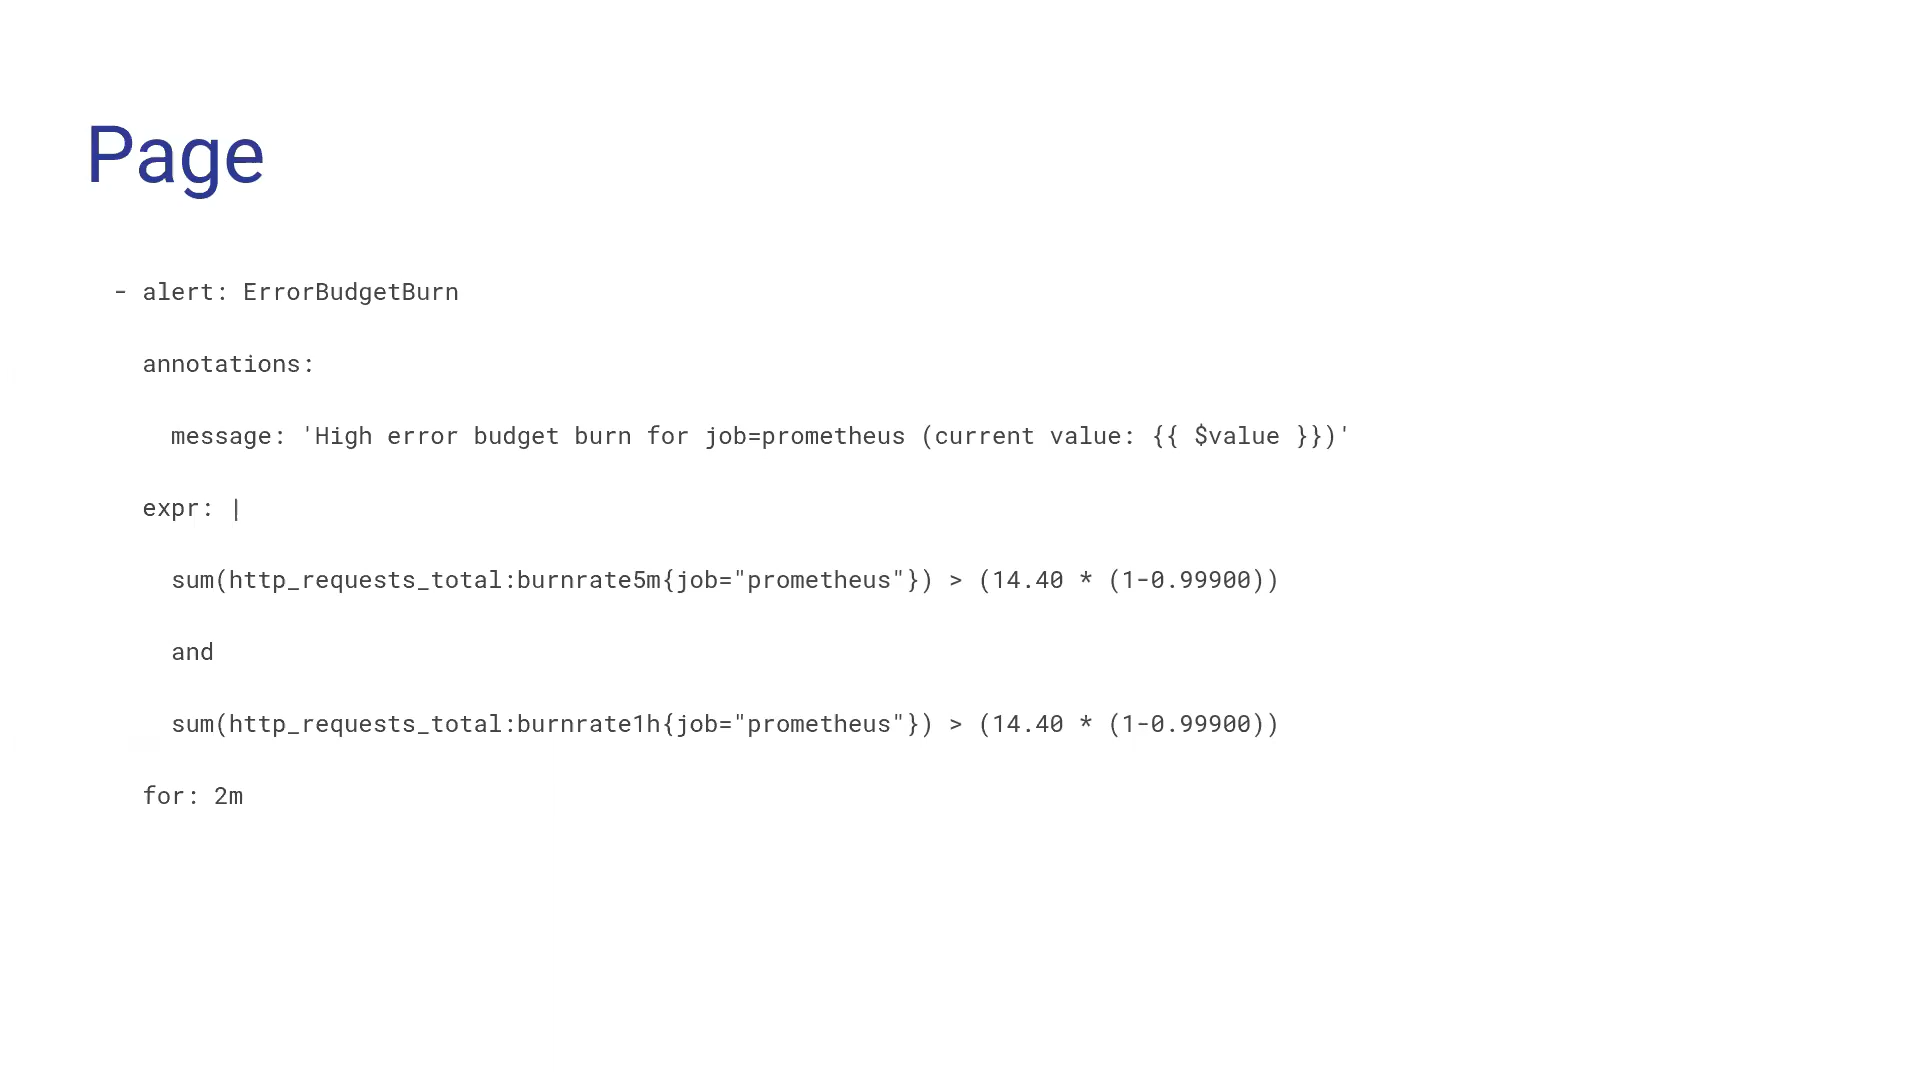 Page
- alert: ErrorBudgetBurn
annotations:
message: 'High error budget burn for job=prometheus (current value: {{ $value }})'
expr: |
sum(http_requests_total:burnrate5m{job="prometheus"}) > (14.40 * (1-0.99900))
and
sum(http_requests_total:burnrate1h{job="prometheus"}) > (14.40 * (1-0.99900))
for: 2m